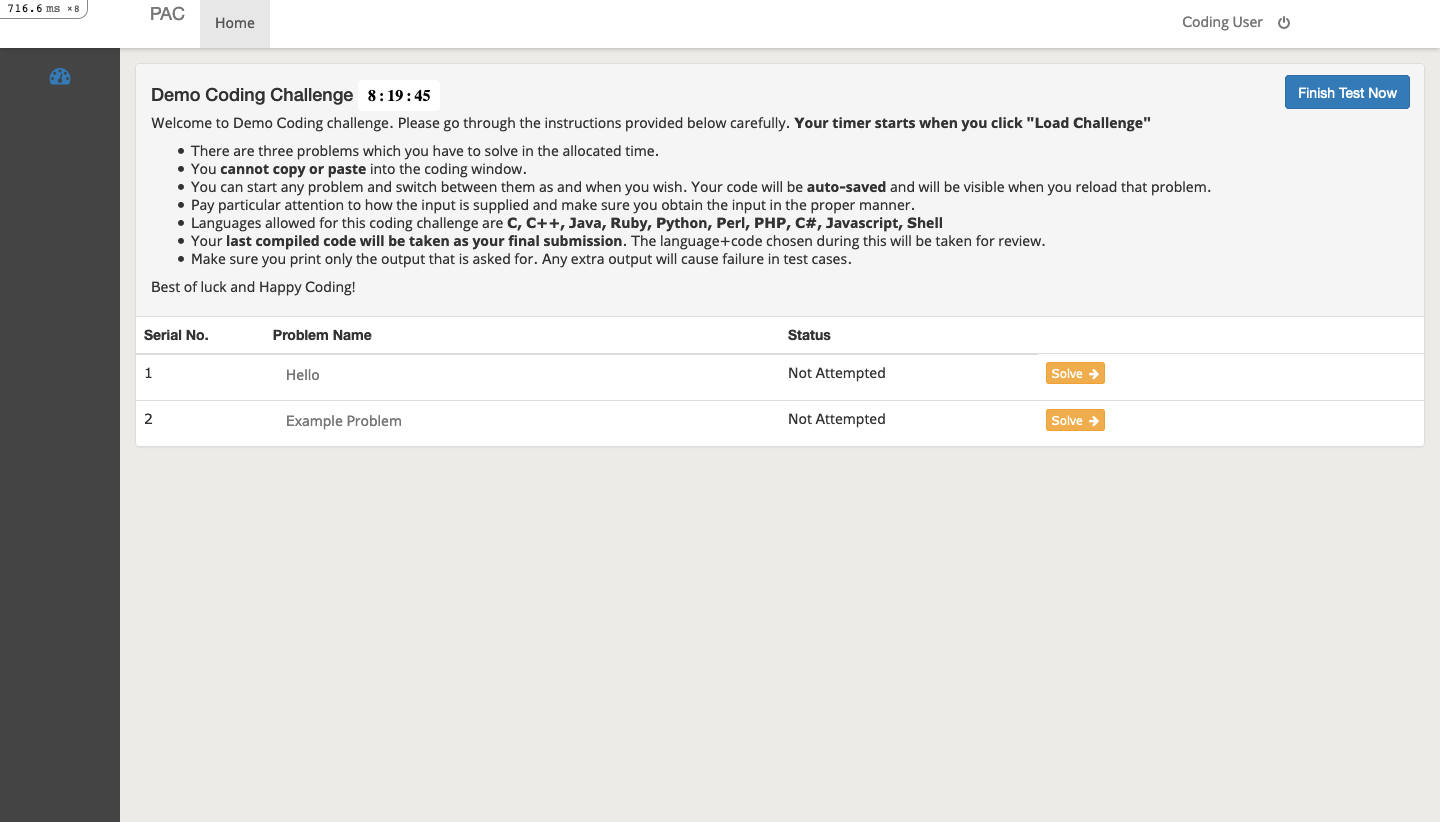 716.6 ms ×8
PAC
Home
Coding User
Demo Coding Challenge 8 : 19 : 45
Finish Test Now
Welcome to Demo Coding challenge. Please go through the instructions provided below carefully. Your timer starts when you click "Load Challenge"
There are three problems which you have to solve in the allocated time.
You cannot copy or paste into the coding window.
You can start any problem and switch between them as and when you wish. Your code will be auto-saved and will be visible when you reload that problem.
Pay particular attention to how the input is supplied and make sure you obtain the input in the proper manner.
Languages allowed for this coding challenge are C, C++, Java, Ruby, Python, Perl, PHP, C#, Javascript, Shell
Your last compiled code will be taken as your final submission. The language+code chosen during this will be taken for review.
Make sure you print only the output that is asked for. Any extra output will cause failure in test cases.
Best of luck and Happy Coding!
Serial No. Problem Name Status
1 Hello Not Attempted Solve
2 Example Problem Not Attempted Solve